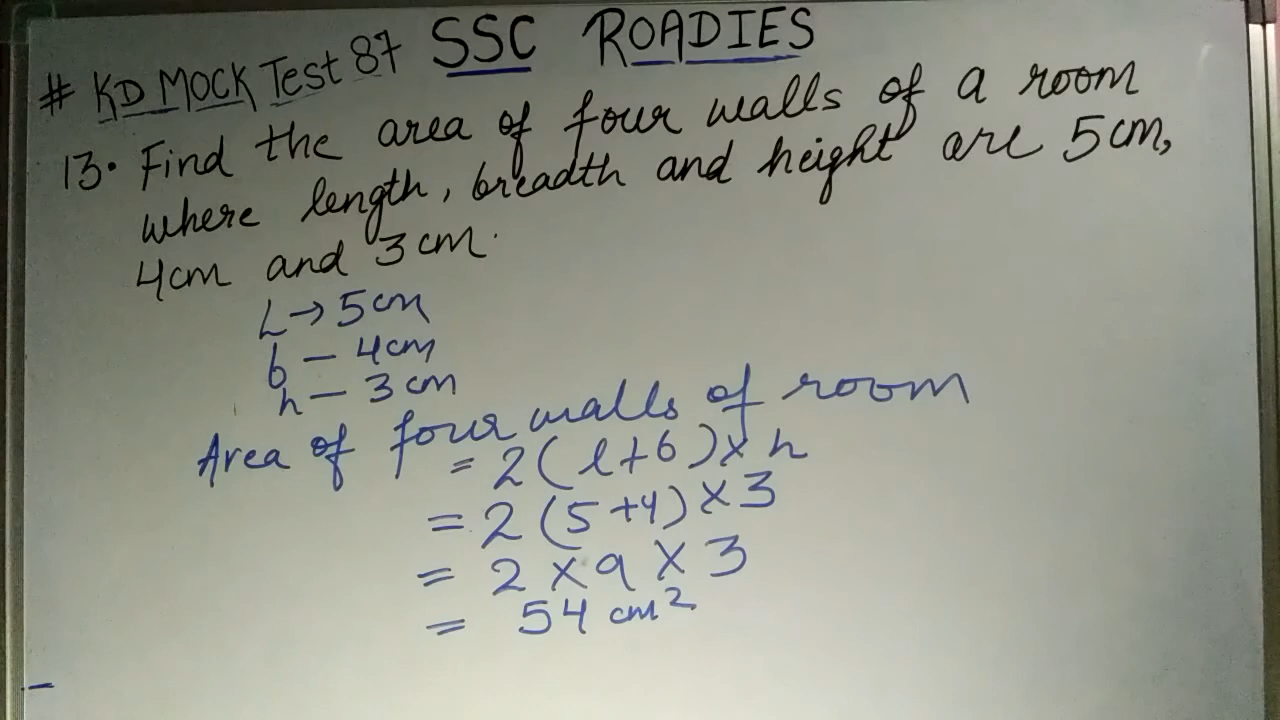 # KD MOCK Test 87 SSC ROADIES
13. Find the area of four walls of a room
where length, breadth and height are 5cm,
4cm and 3cm.
L → 5cm
b — 4cm
h — 3cm
Area of four walls of room
= 2(l+b)×h
= 2(5+4)×3
= 2×9×3
= 54 cm²